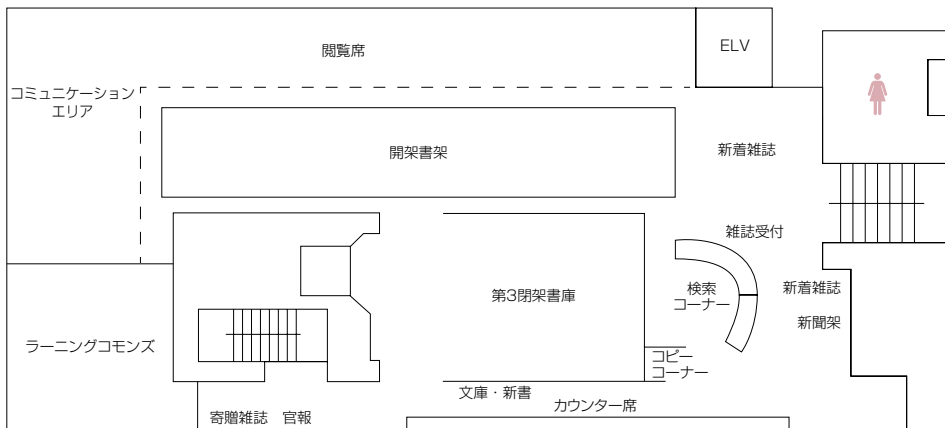 閲覧席
ELV
コミュニケーション
エリア
開架書架
新着雑誌
雑誌受付
検索
コーナー
新着雑誌
第3閉架書庫
新聞架
ラーニングコモンズ
コピー
コーナー
文庫・新書
カウンター席
寄贈雑誌　官報